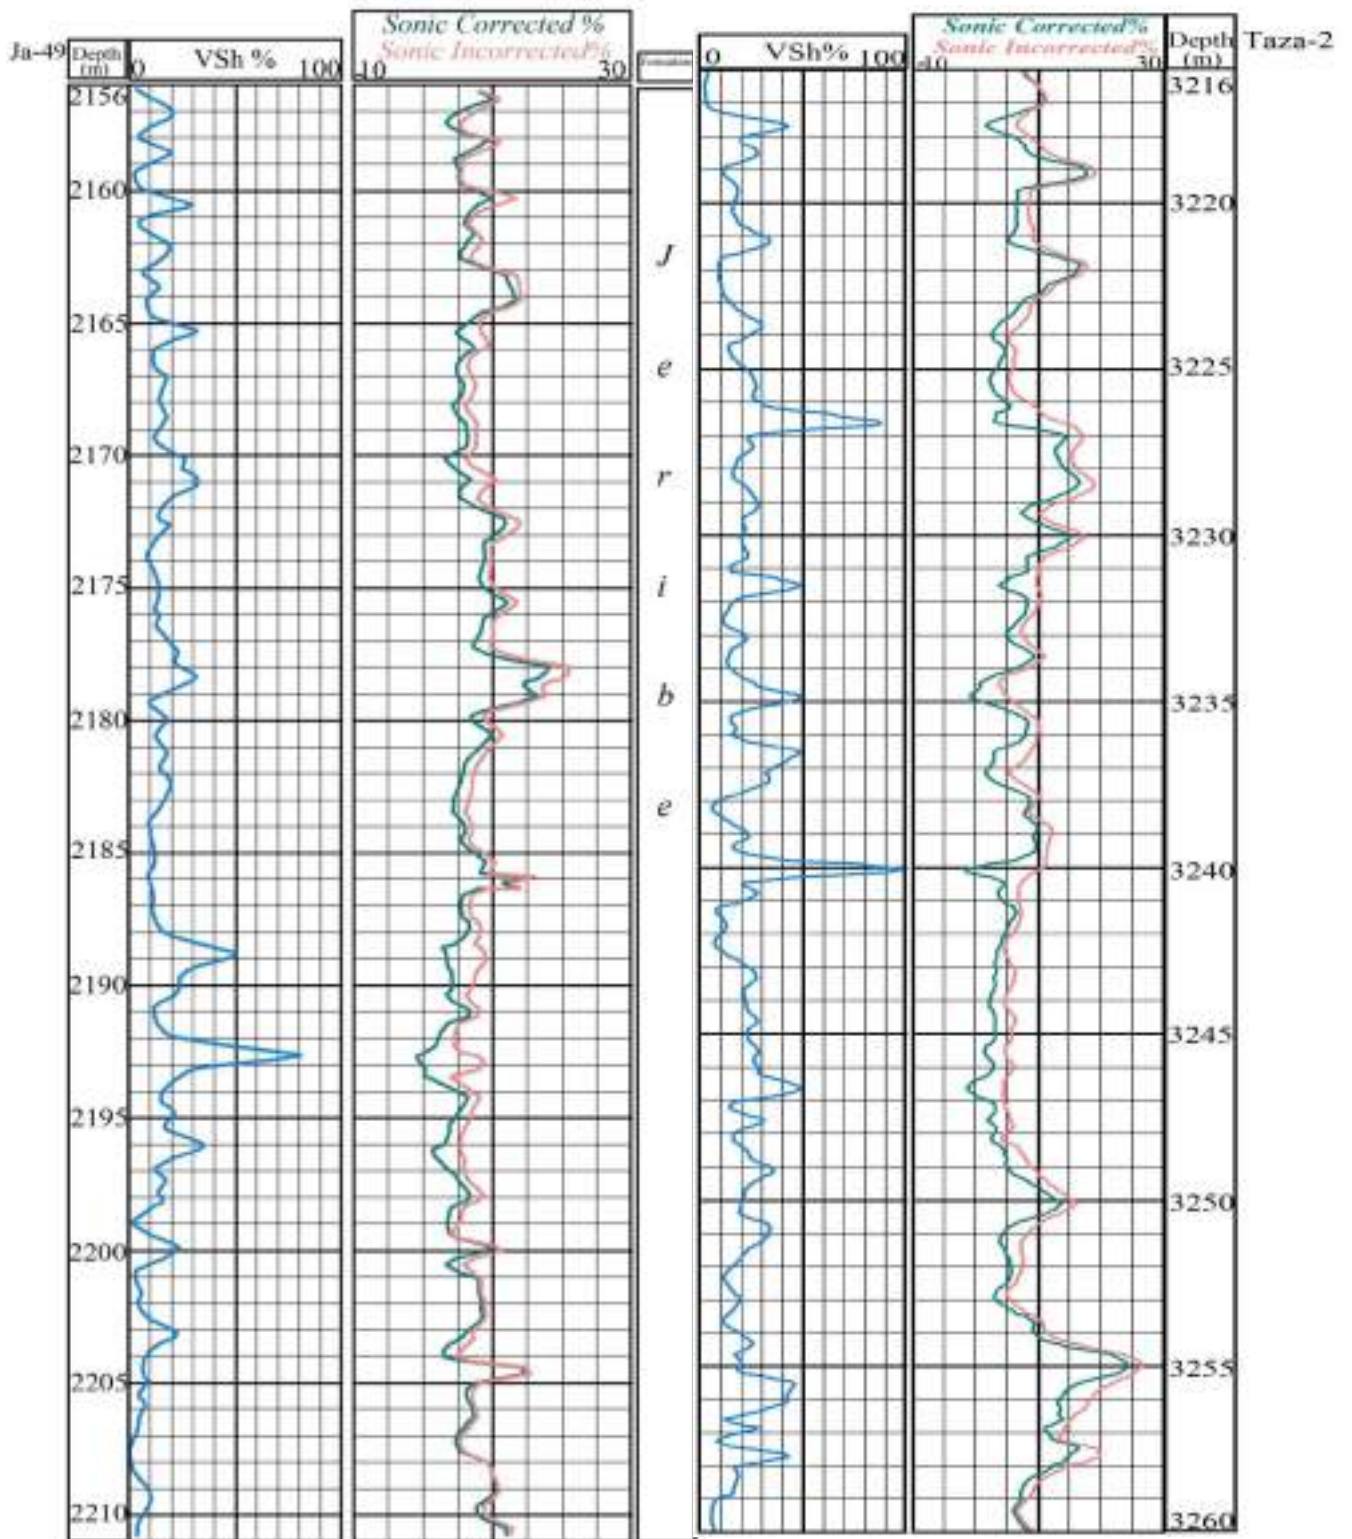 Ja-49
Depth
(m)
0 VSh % 100
Sonic Corrected %
Sonic Incorrected%
-10 30
Formation
0 VSh% 100
Sonic Corrected%
Sonic Incorrected%
-10 30
Depth
(m)
Taza-2
2156
2160
2165
2170
2175
2180
2185
2190
2195
2200
2205
2210
J
e
r
i
b
e
3216
3220
3225
3230
3235
3240
3245
3250
3255
3260